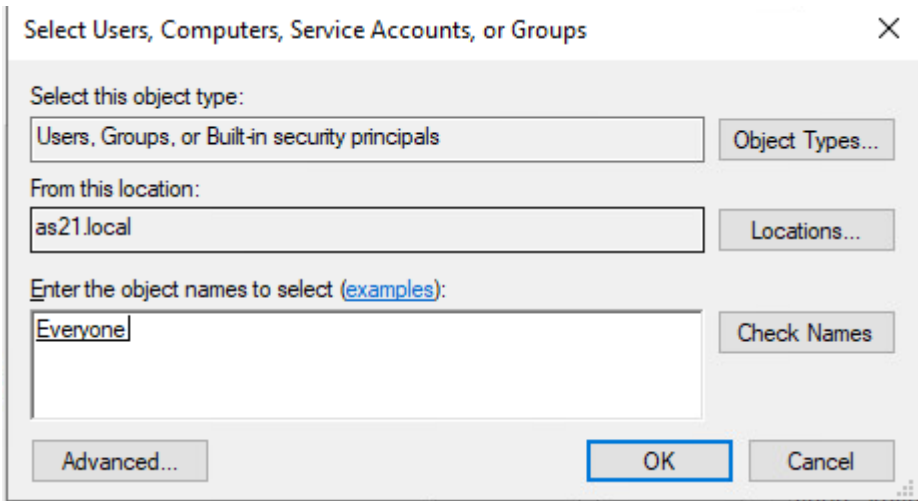 Select Users, Computers, Service Accounts, or Groups
Select this object type:
Users, Groups, or Built-in security principals
Object Types...
From this location:
as21.local
Locations...
Enter the object names to select (examples):
Everyone
Check Names
Advanced...
OK
Cancel